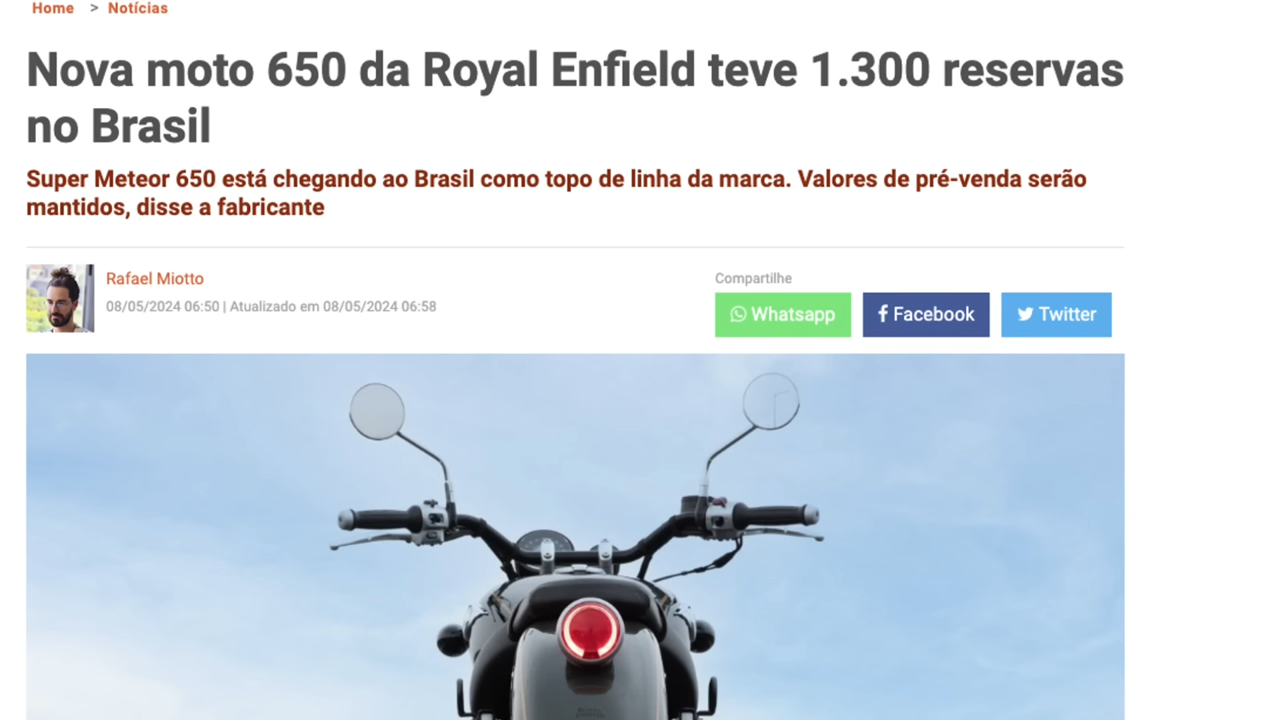 Home > Notícias
Nova moto 650 da Royal Enfield teve 1.300 reservas
no Brasil
Super Meteor 650 está chegando ao Brasil como topo de linha da marca. Valores de pré-venda serão
mantidos, disse a fabricante
Rafael Miotto
08/05/2024 06:50 | Atualizado em 08/05/2024 06:58
Compartilhe
Whatsapp Facebook Twitter